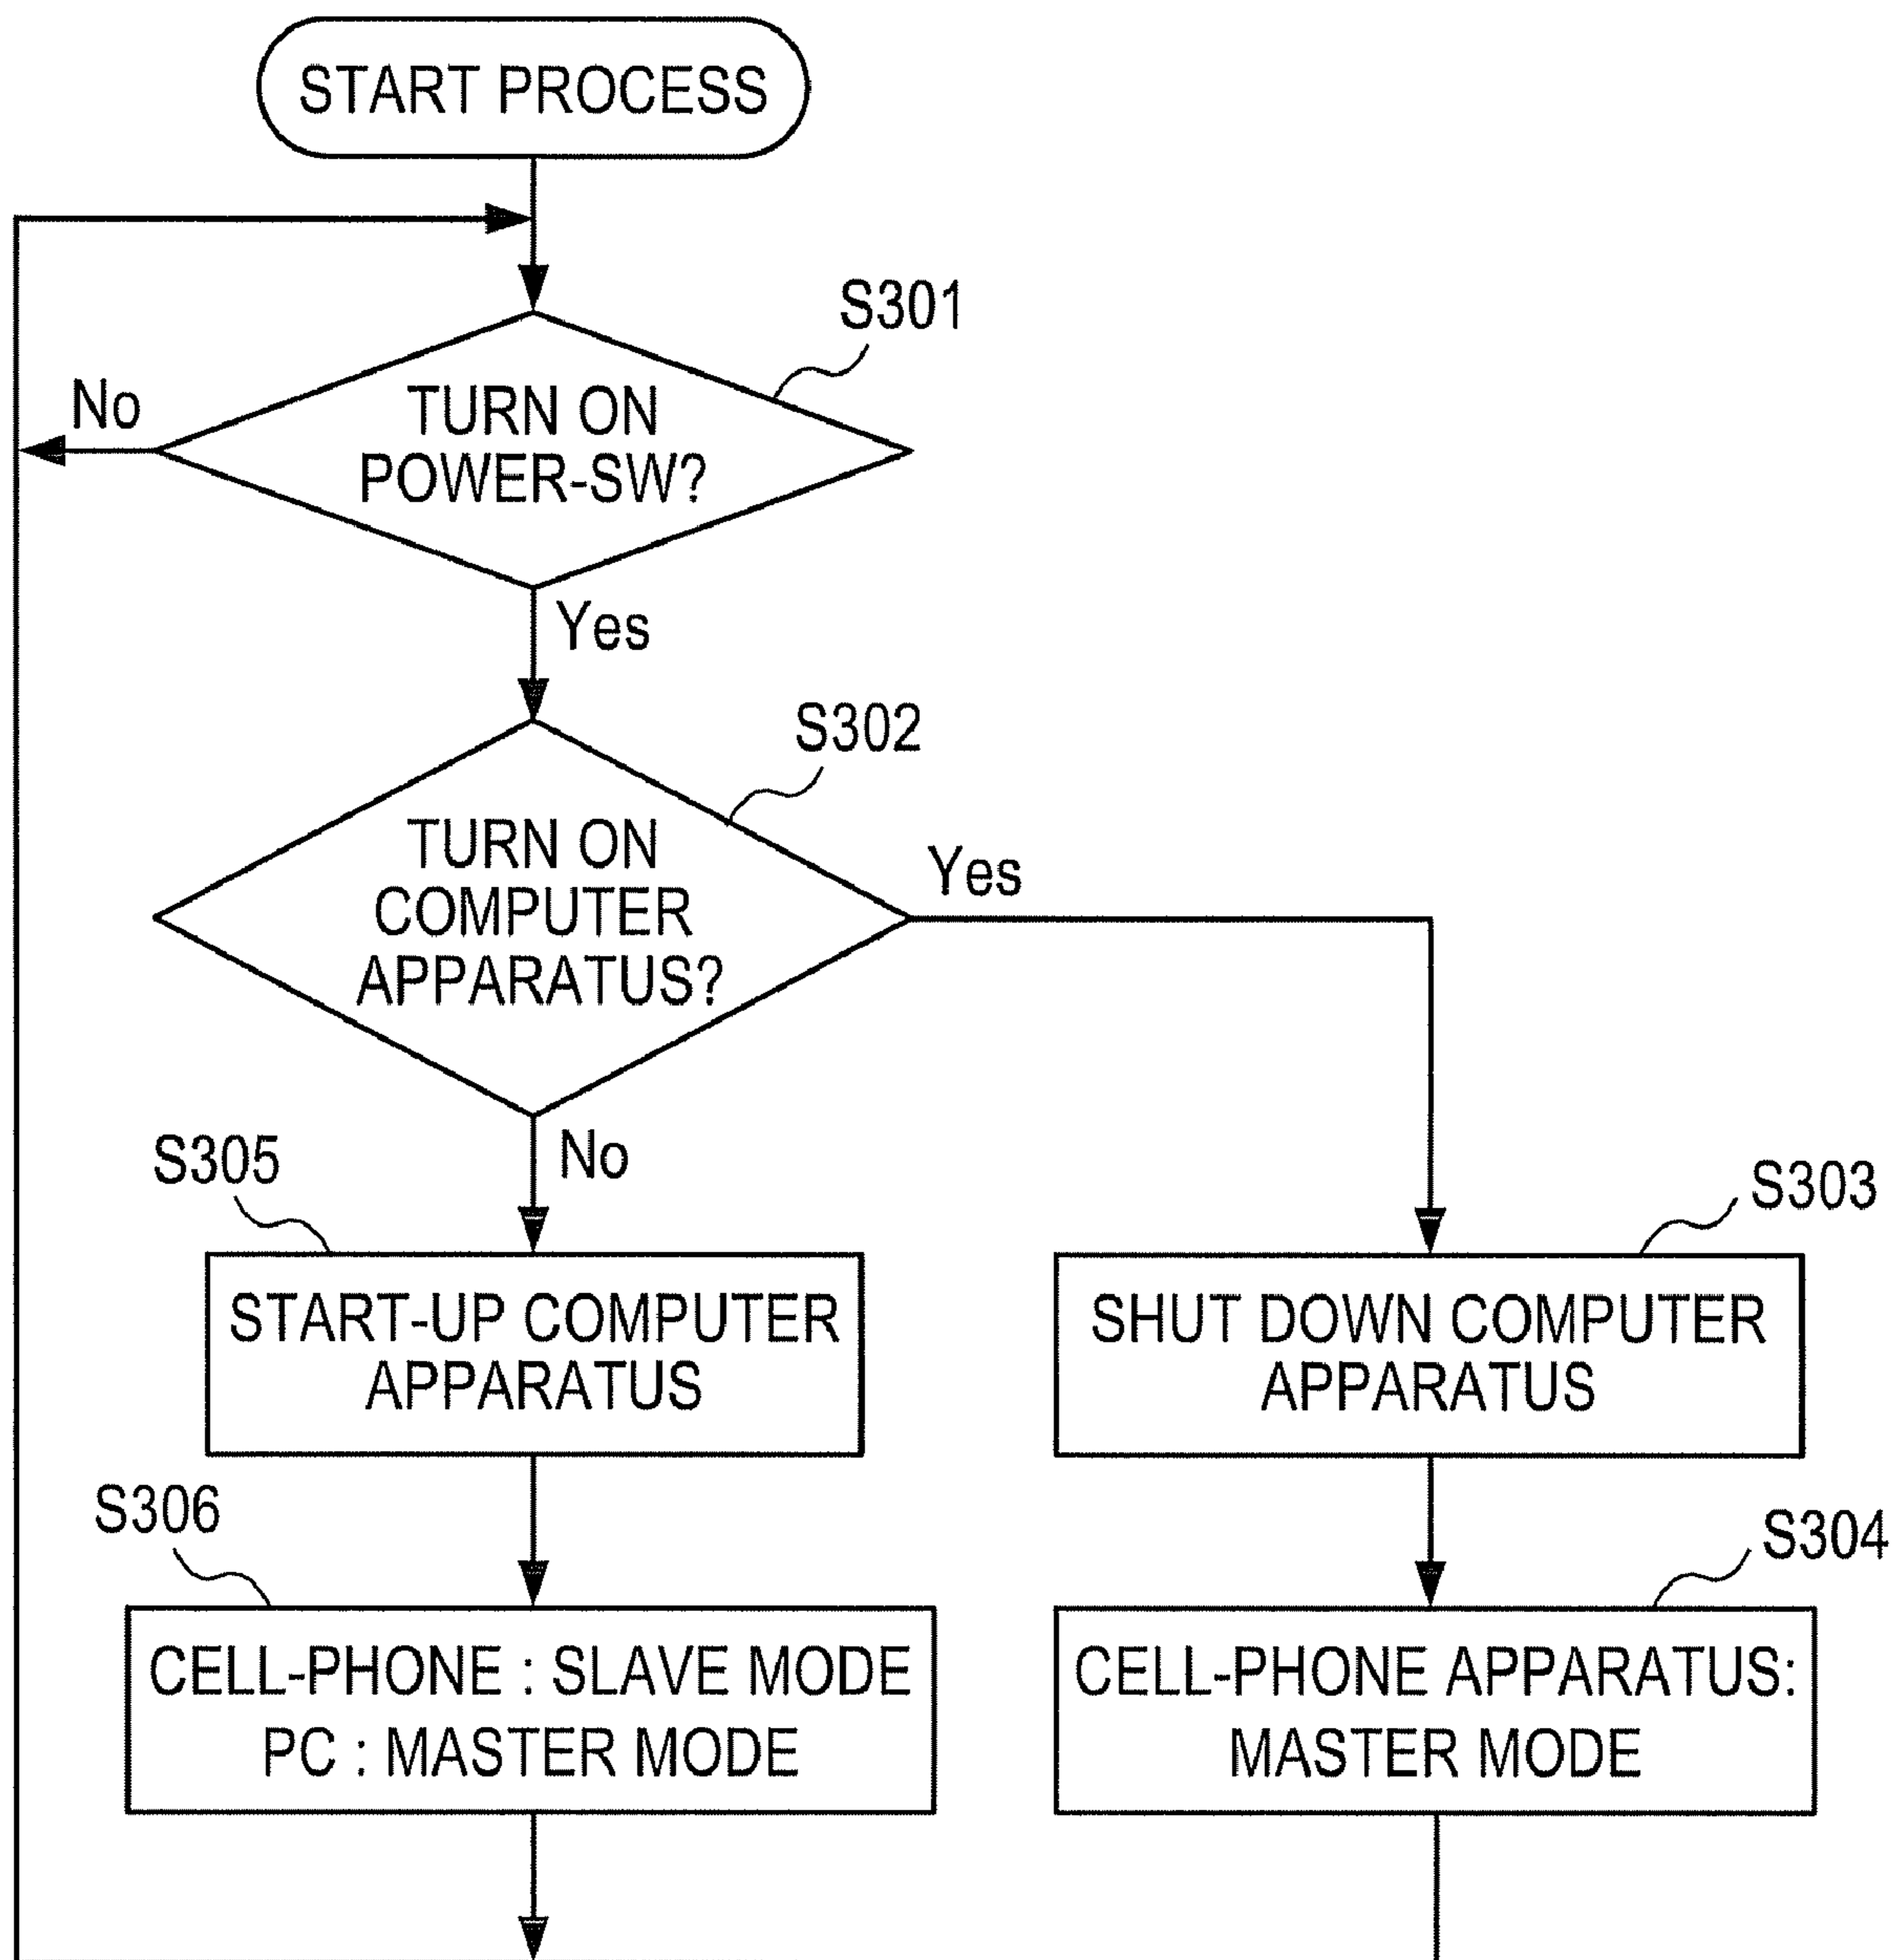 START PROCESS
S301
No
TURN ON
POWER-SW?
Yes
S302
TURN ON
COMPUTER
APPARATUS?
Yes
No
S305
START-UP COMPUTER
APPARATUS
S303
SHUT DOWN COMPUTER
APPARATUS
S306
CELL-PHONE : SLAVE MODE
PC : MASTER MODE
S304
CELL-PHONE APPARATUS:
MASTER MODE